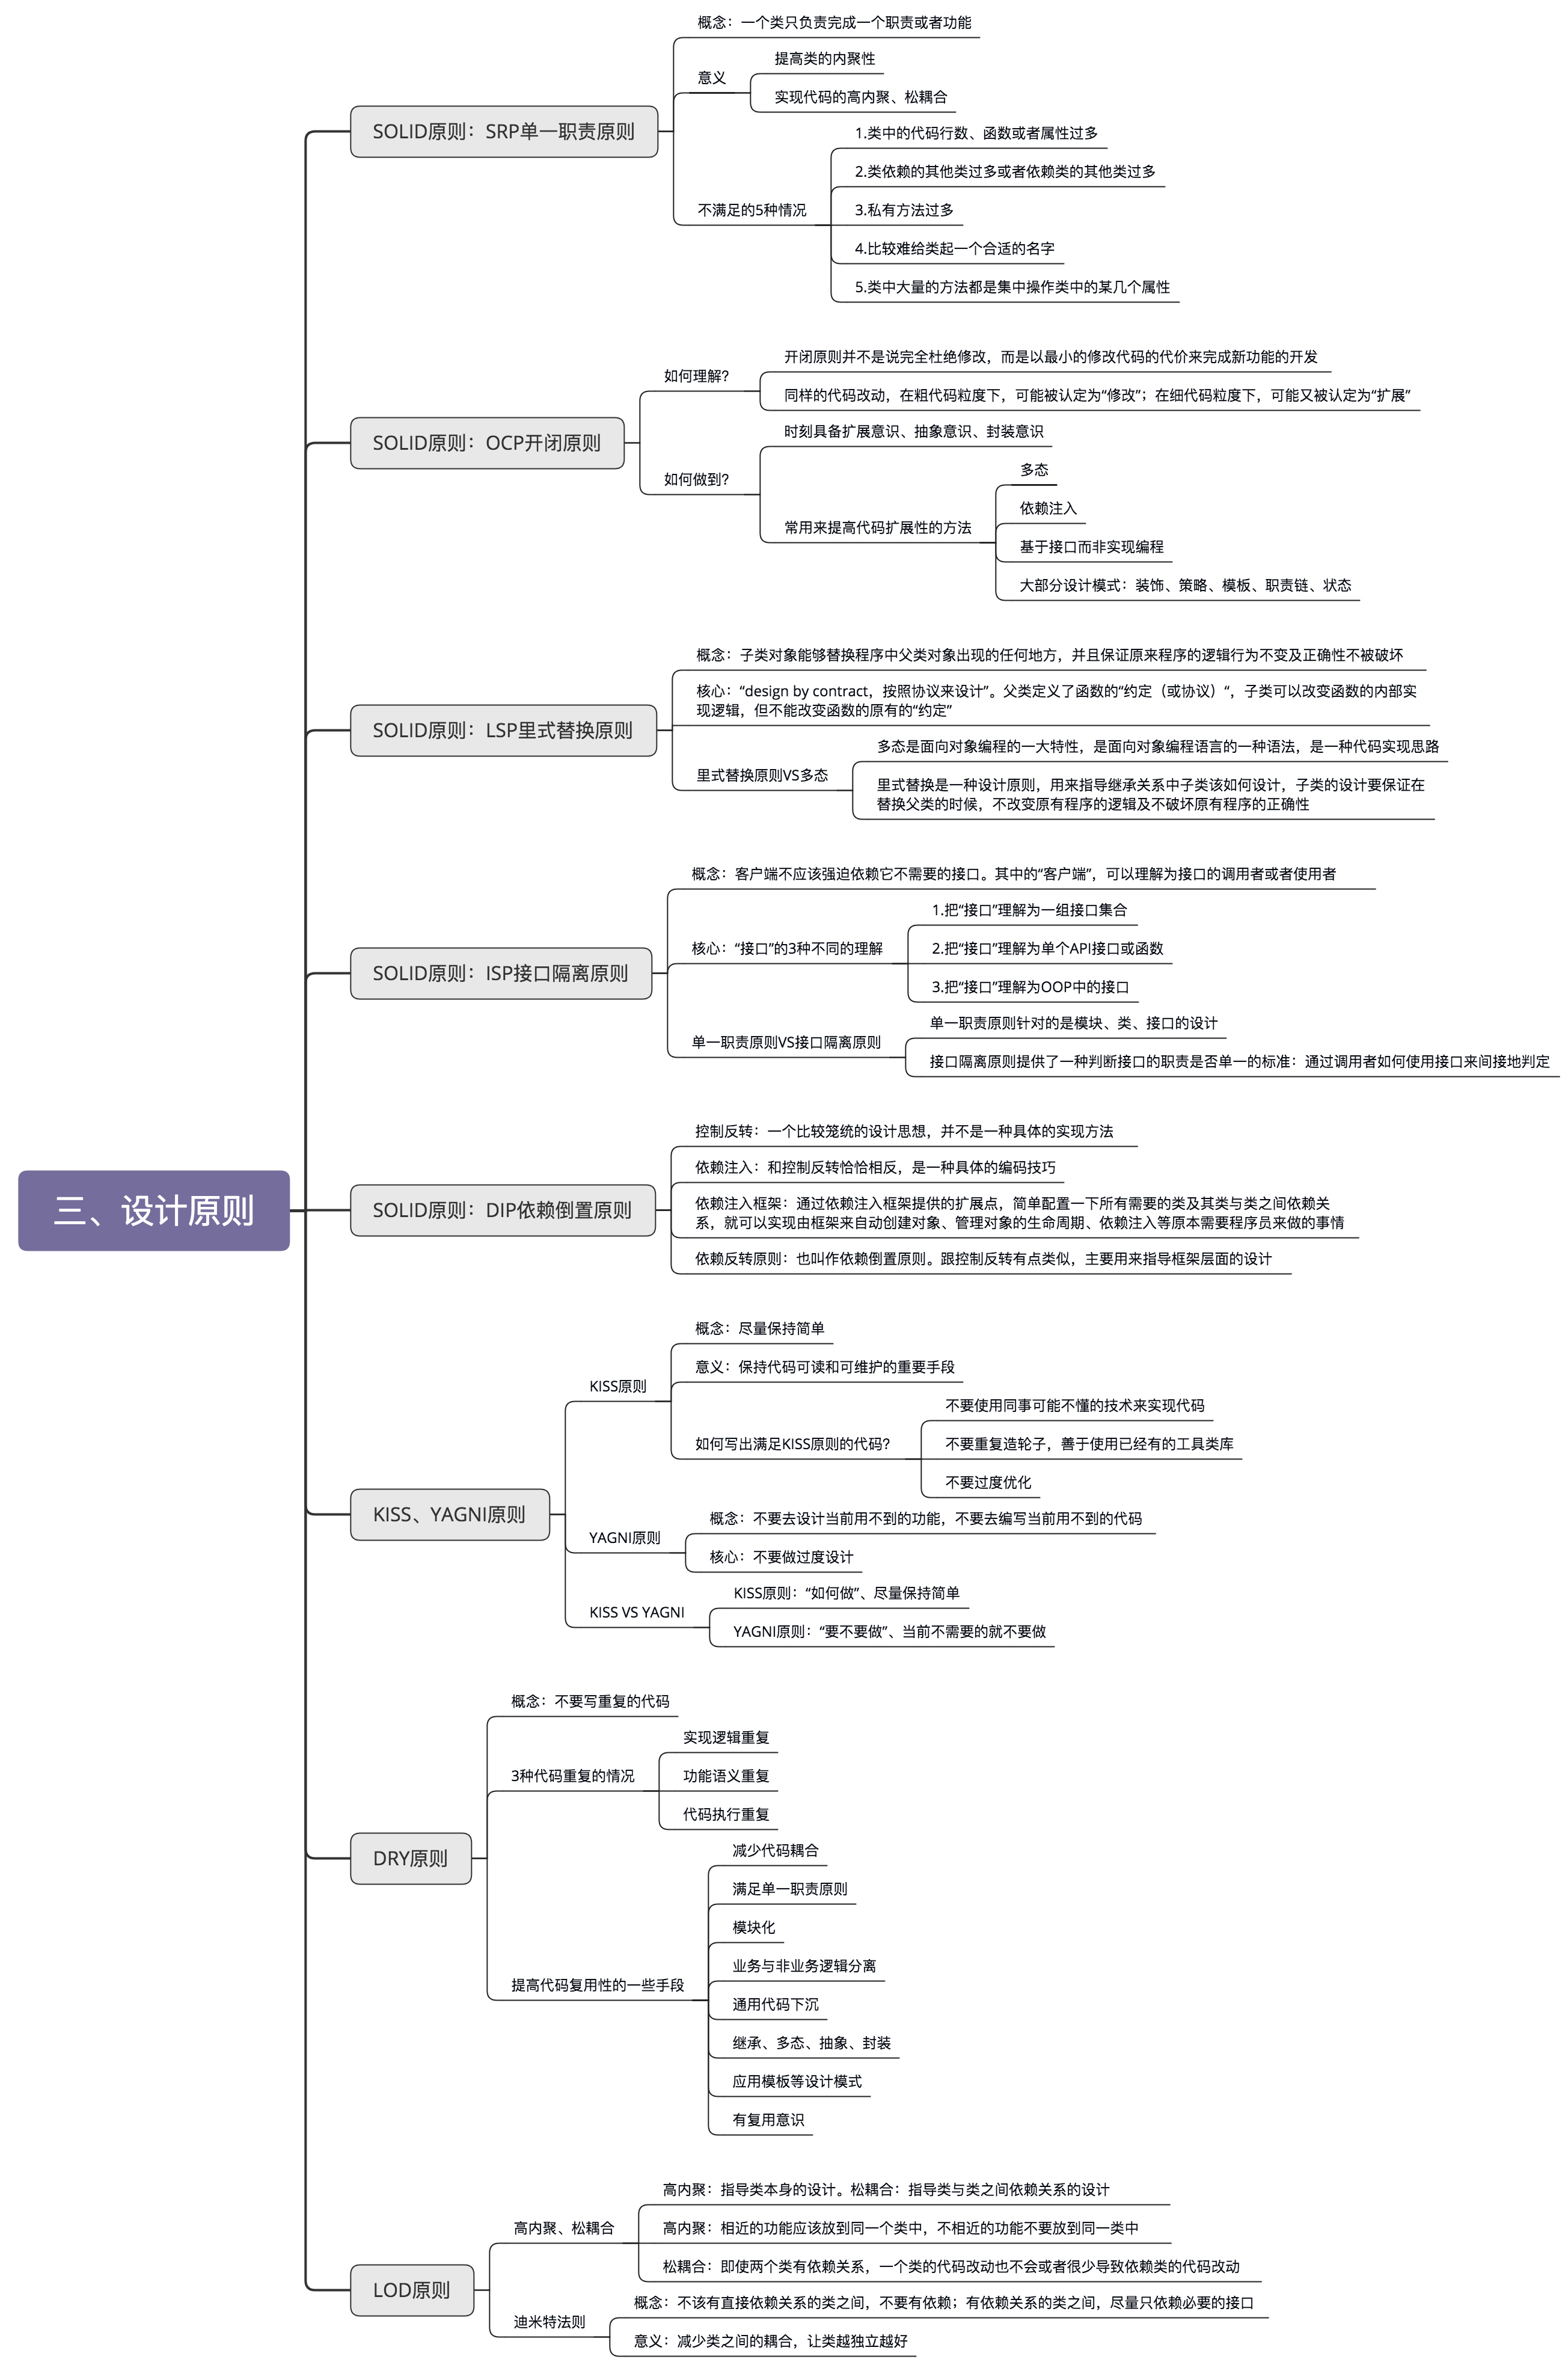 三、设计原则
SOLID原则：SRP单一职责原则
概念：一个类只负责完成一个职责或者功能
意义
提高类的内聚性
实现代码的高内聚、松耦合
不满足的5种情况
1.类中的代码行数、函数或者属性过多
2.类依赖的其他类过多或者依赖类的其他类过多
3.私有方法过多
4.比较难给类起一个合适的名字
5.类中大量的方法都是集中操作类中的某几个属性
SOLID原则：OCP开闭原则
如何理解？
开闭原则并不是说完全杜绝修改，而是以最小的修改代码的代价来完成新功能的开发
同样的代码改动，在粗代码粒度下，可能被认定为“修改”；在细代码粒度下，可能又被认定为“扩展”
如何做到？
时刻具备扩展意识、抽象意识、封装意识
常用来提高代码扩展性的方法
多态
依赖注入
基于接口而非实现编程
大部分设计模式：装饰、策略、模板、职责链、状态
SOLID原则：LSP里式替换原则
概念：子类对象能够替换程序中父类对象出现的任何地方，并且保证原来程序的逻辑行为不变及正确性不被破坏
核心：“design by contract，按照协议来设计”。父类定义了函数的“约定（或协议）“，子类可以改变函数的内部实
现逻辑，但不能改变函数的原有的“约定”
里式替换原则VS多态
多态是面向对象编程的一大特性，是面向对象编程语言的一种语法，是一种代码实现思路
里式替换是一种设计原则，用来指导继承关系中子类该如何设计，子类的设计要保证在
替换父类的时候，不改变原有程序的逻辑及不破坏原有程序的正确性
SOLID原则：ISP接口隔离原则
概念：客户端不应该强迫依赖它不需要的接口。其中的“客户端”，可以理解为接口的调用者或者使用者
核心：“接口”的3种不同的理解
1.把“接口”理解为一组接口集合
2.把“接口”理解为单个API接口或函数
3.把“接口”理解为OOP中的接口
单一职责原则VS接口隔离原则
单一职责原则针对的是模块、类、接口的设计
接口隔离原则提供了一种判断接口的职责是否单一的标准：通过调用者如何使用接口来间接地判定
SOLID原则：DIP依赖倒置原则
控制反转：一个比较笼统的设计思想，并不是一种具体的实现方法
依赖注入：和控制反转恰恰相反，是一种具体的编码技巧
依赖注入框架：通过依赖注入框架提供的扩展点，简单配置一下所有需要的类及其类与类之间依赖关
系，就可以实现由框架来自动创建对象、管理对象的生命周期、依赖注入等原本需要程序员来做的事情
依赖反转原则：也叫作依赖倒置原则。跟控制反转有点类似，主要用来指导框架层面的设计
KISS、YAGNI原则
KISS原则
概念：尽量保持简单
意义：保持代码可读和可维护的重要手段
如何写出满足KISS原则的代码？
不要使用同事可能不懂的技术来实现代码
不要重复造轮子，善于使用已经有的工具类库
不要过度优化
YAGNI原则
概念：不要去设计当前用不到的功能，不要去编写当前用不到的代码
核心：不要做过度设计
KISS VS YAGNI
KISS原则：“如何做”、尽量保持简单
YAGNI原则：“要不要做”、当前不需要的就不要做
DRY原则
概念：不要写重复的代码
3种代码重复的情况
实现逻辑重复
功能语义重复
代码执行重复
提高代码复用性的一些手段
减少代码耦合
满足单一职责原则
模块化
业务与非业务逻辑分离
通用代码下沉
继承、多态、抽象、封装
应用模板等设计模式
有复用意识
LOD原则
高内聚、松耦合
高内聚：指导类本身的设计。松耦合：指导类与类之间依赖关系的设计
高内聚：相近的功能应该放到同一个类中，不相近的功能不要放到同一类中
松耦合：即使两个类有依赖关系，一个类的代码改动也不会或者很少导致依赖类的代码改动
迪米特法则
概念：不该有直接依赖关系的类之间，不要有依赖；有依赖关系的类之间，尽量只依赖必要的接口
意义：减少类之间的耦合，让类越独立越好